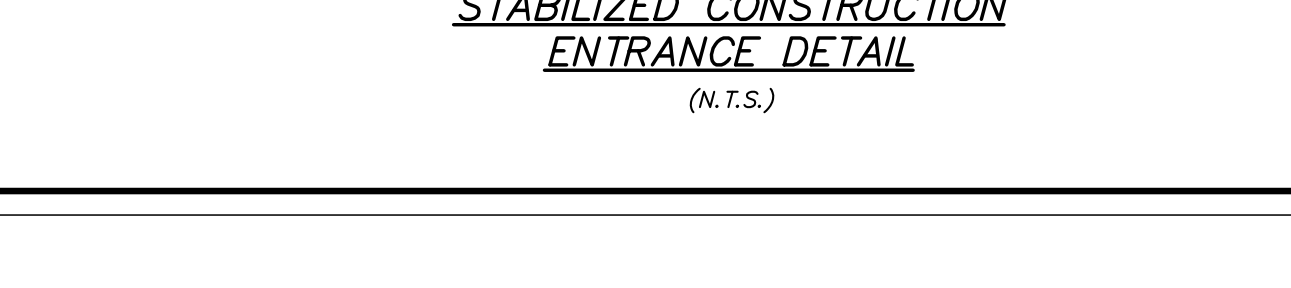 STABILIZED CONSTRUCTION
ENTRANCE DETAIL
(N.T.S.)